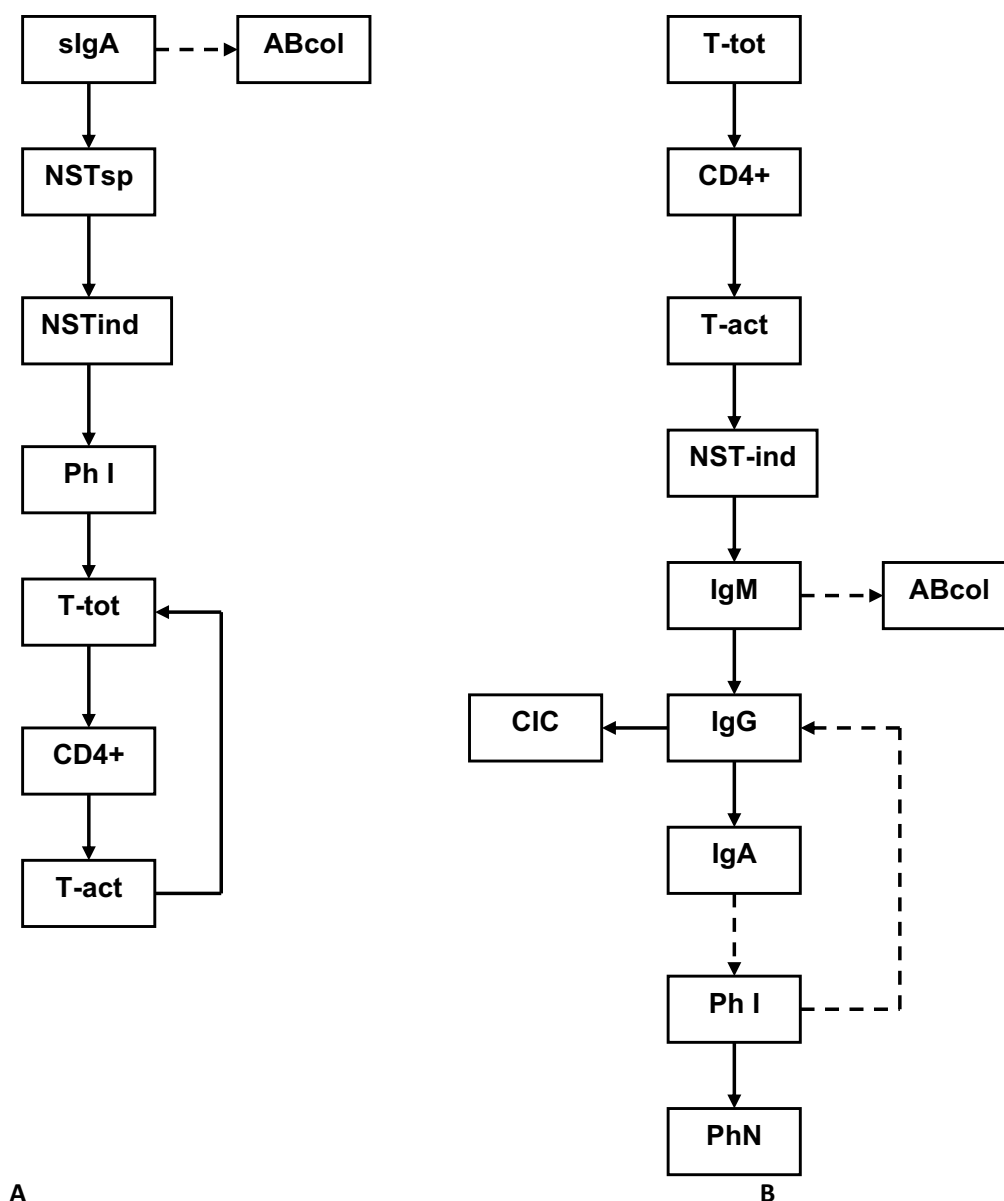 sIgA
ABcol
NSTsp
NSTind
Ph I
T-tot
CD4+
T-act
A
T-tot
CD4+
T-act
NST-ind
IgM
ABcol
CIC
IgG
IgA
Ph I
PhN
B